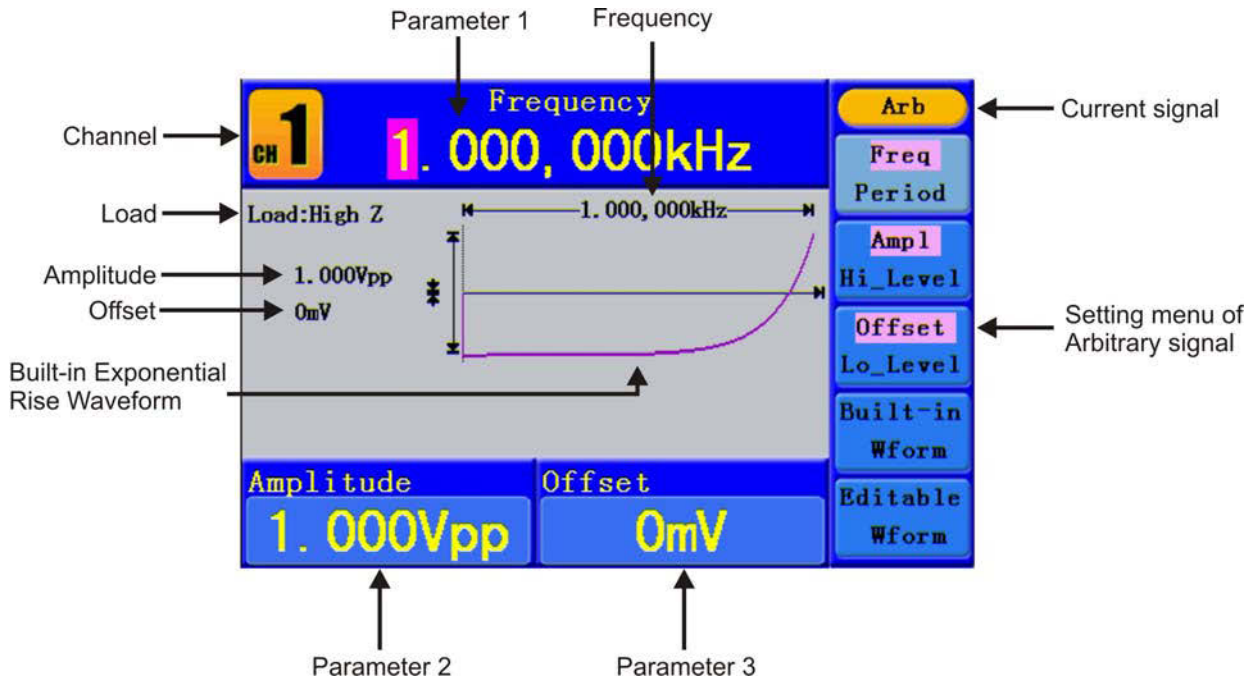 Parameter 1
Frequency
Channel
CH 1
Frequency
1.000,000kHz
Arb
Current signal
Freq
Period
Load
Load:High Z
1.000,000kHz
Ampl
Hi_Level
Amplitude
1.000Vpp
Offset
0mV
Offset
Lo_Level
Setting menu of
Arbitrary signal
Built-in Exponential
Rise Waveform
Built-in
Wform
Amplitude
1.000Vpp
Offset
0mV
Editable
Wform
Parameter 2
Parameter 3